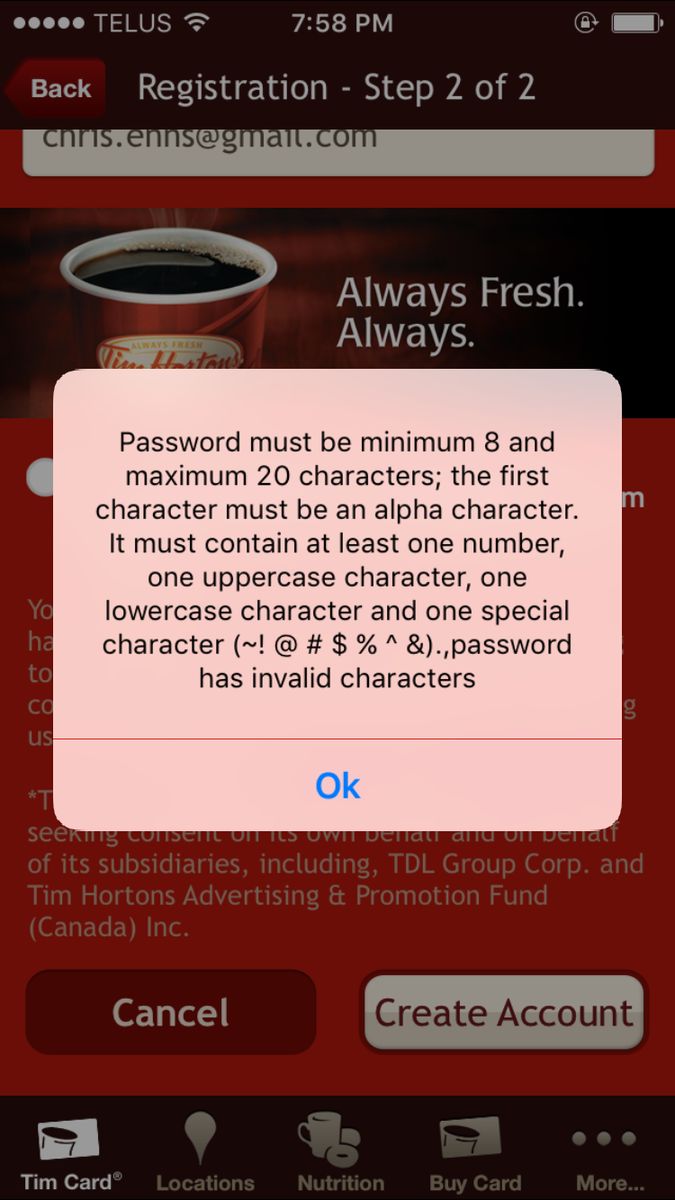 TELUS 7:58 PM
Back
Registration - Step 2 of 2
chris.enns@gmail.com
ALWAYS FRESH
Tim Hortons
Always Fresh.
Always.
Password must be minimum 8 and
maximum 20 characters; the first
character must be an alpha character.
It must contain at least one number,
one uppercase character, one
lowercase character and one special
character (~! @ # $ % ^ &).,password
has invalid characters
Ok
seeking consent on its own behalf and on behalf
of its subsidiaries, including, TDL Group Corp. and
Tim Hortons Advertising & Promotion Fund
(Canada) Inc.
Cancel
Create Account
Tim Card®
Locations
Nutrition
Buy Card
More...